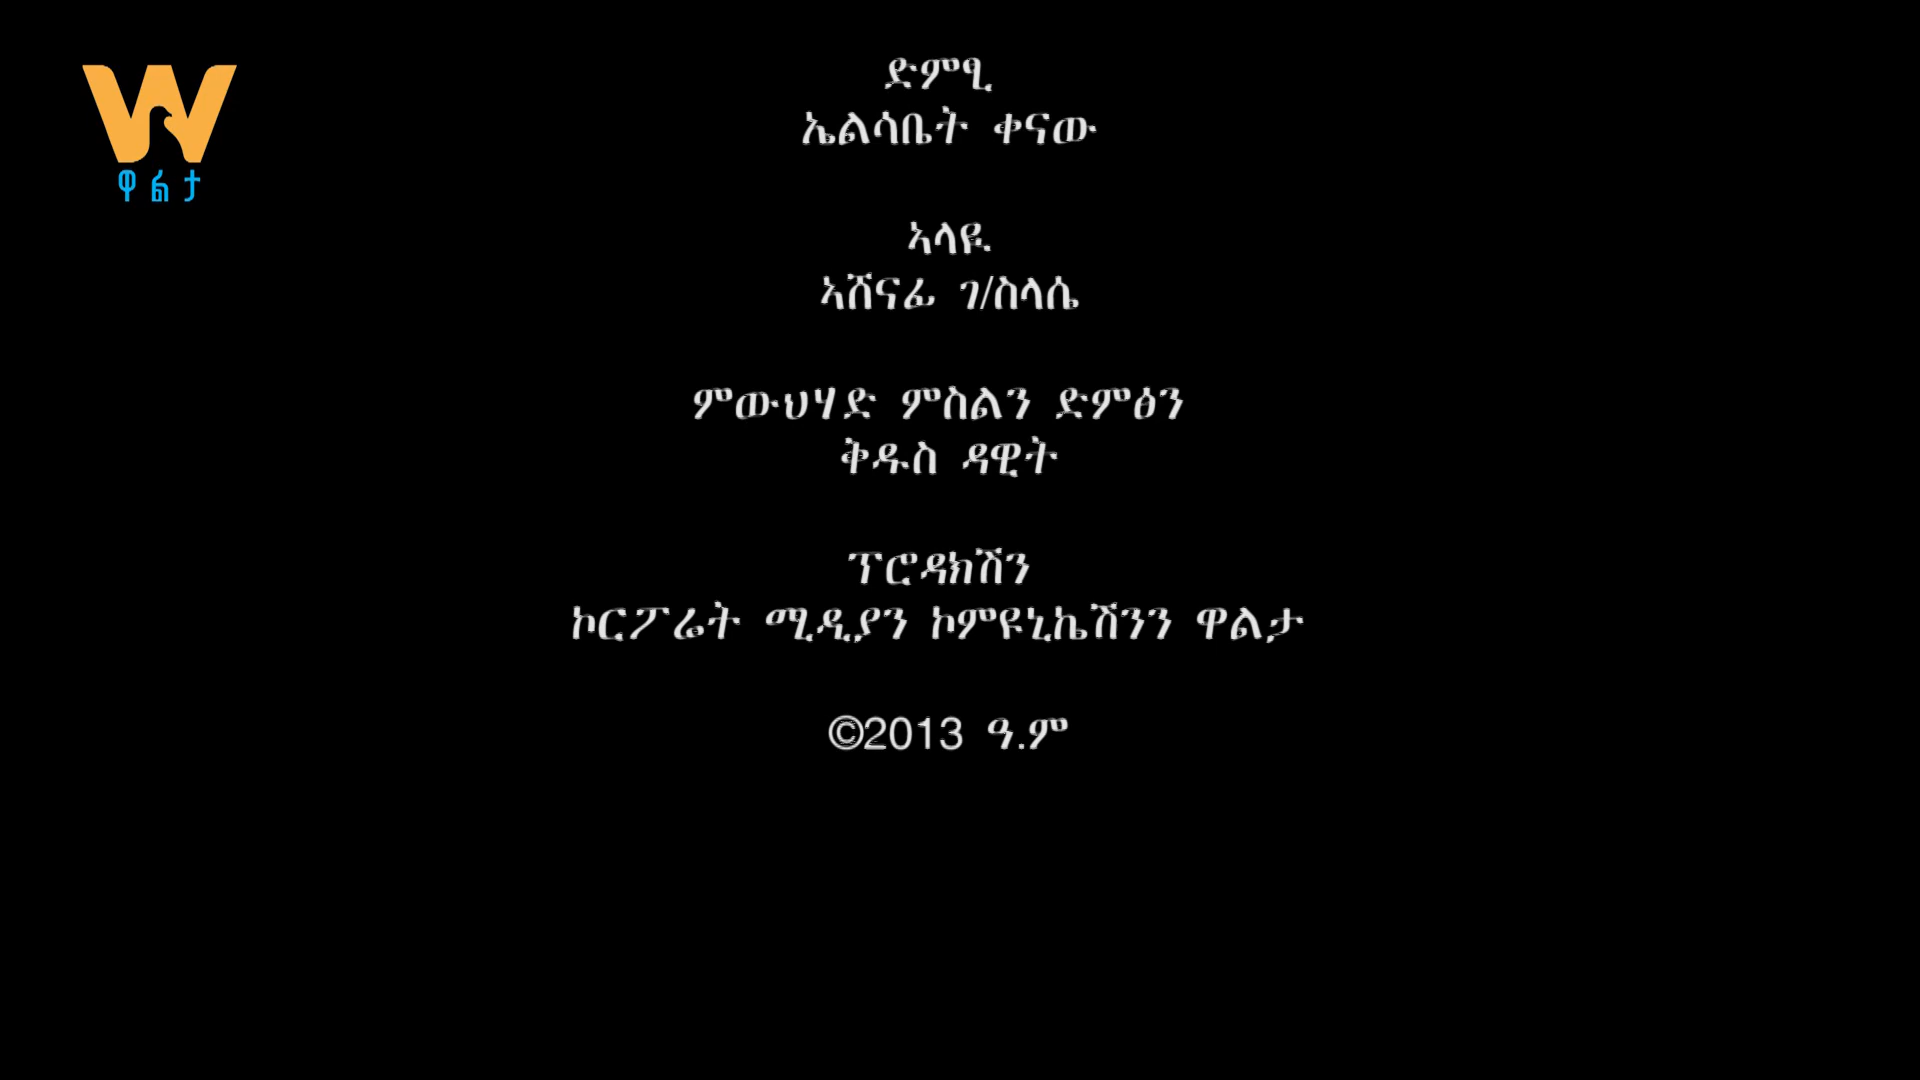 ዋልታ
ድምፂ
ኤልሳቤት ቀናው
ኣላዪ
ኣሸናፊ ገ/ስላሴ
ምውህሃድ ምስልን ድምፅን
ቅዱስ ዳዊት
ፕሮዳክሽን
ኮርፖሬት ሚዲያን ኮምዩኒኬሽንን ዋልታ
©2013 ዓ.ም